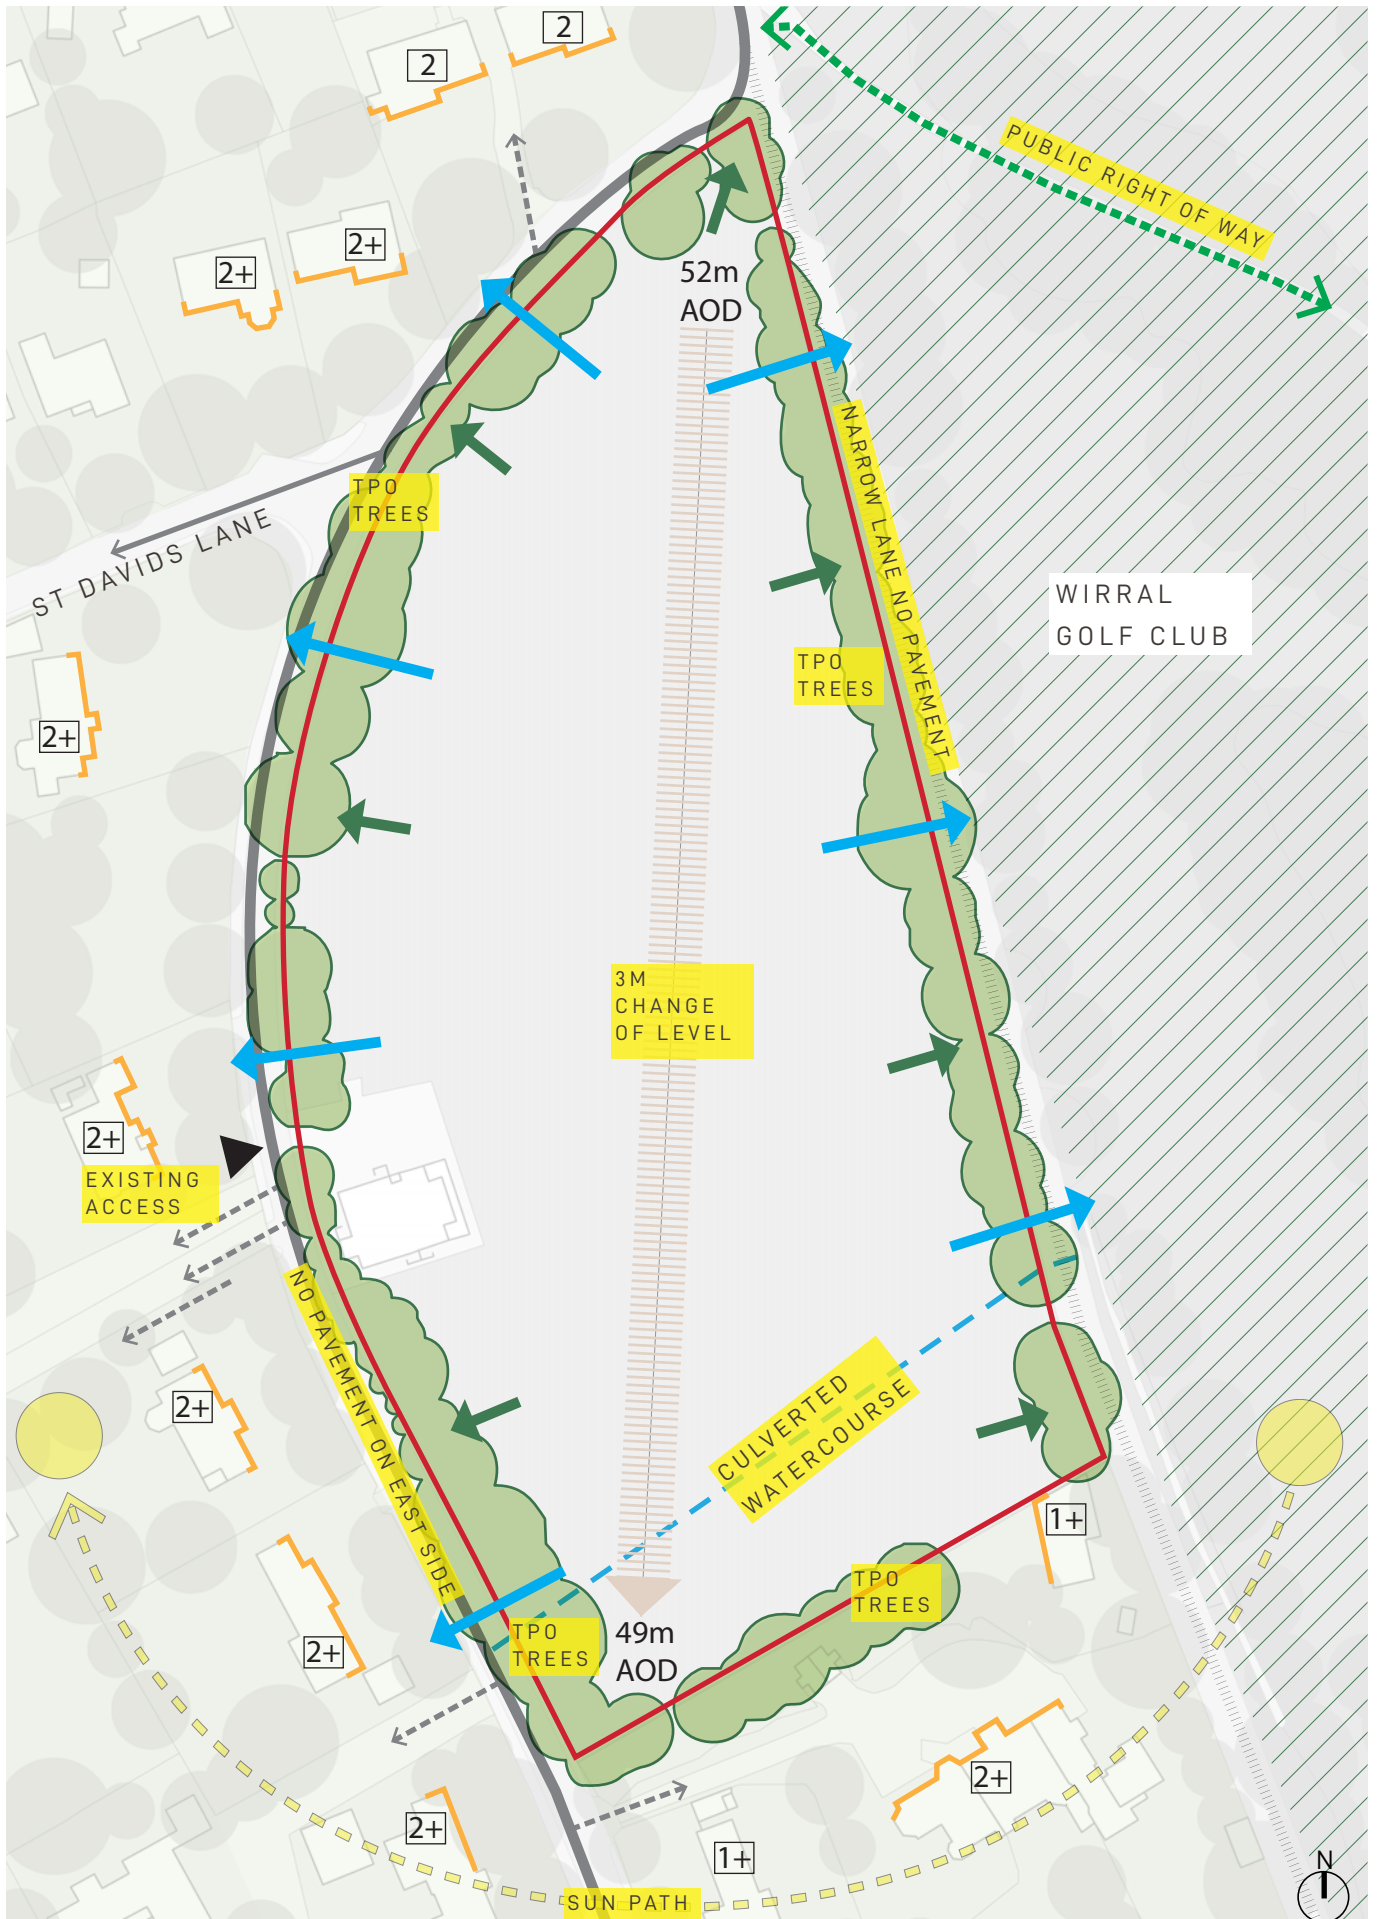 2
2
PUBLIC RIGHT OF WAY
2+
2+
52m
AOD
NARROW LANE NO PAVEMENT
TPO
TREES
ST DAVIDS LANE
WIRRAL
GOLF CLUB
TPO
TREES
2+
3M
CHANGE
OF LEVEL
2+
EXISTING
ACCESS
NO PAVEMENT ON EAST SIDE
2+
CULVERTED
WATERCOURSE
1+
TPO
TREES
TPO
TREES
49m
AOD
2+
2+
2+
1+
SUN PATH
N